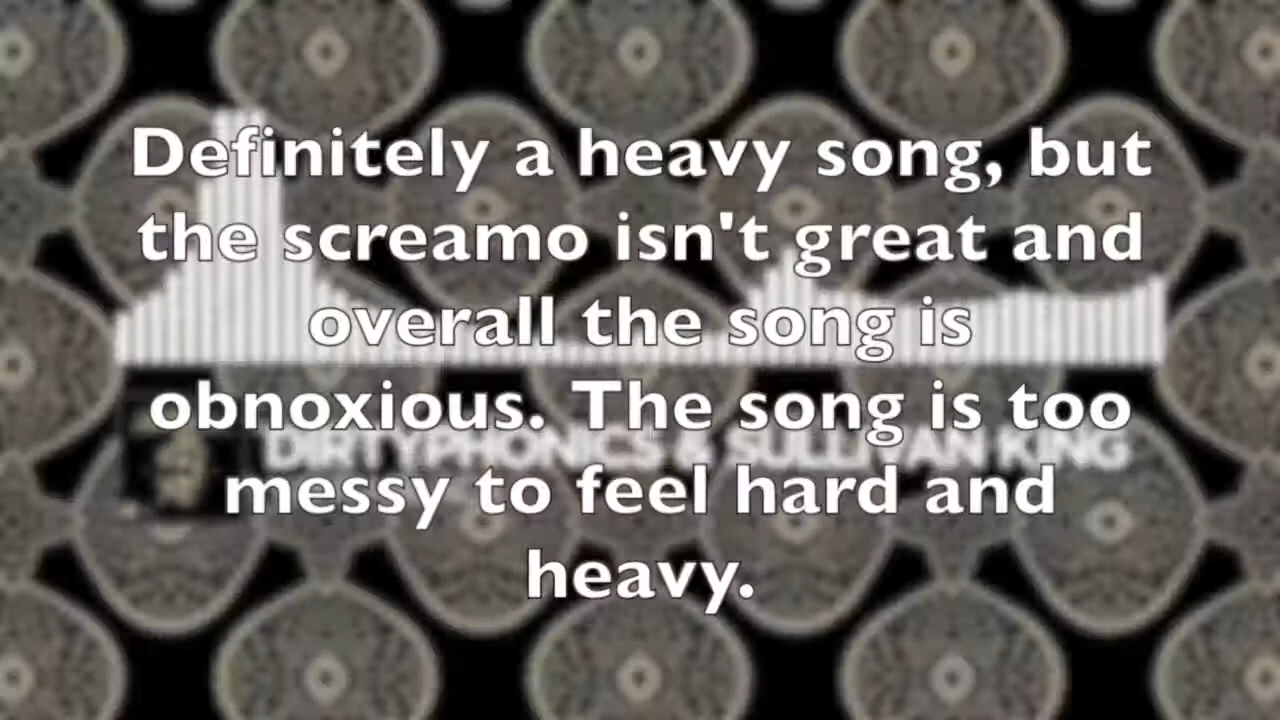 Definitely a heavy song, but
the screamo isn't great and
overall the song is
obnoxious. The song is too
DIRTYPHONICS & SULLIVAN KING
messy to feel hard and
heavy.